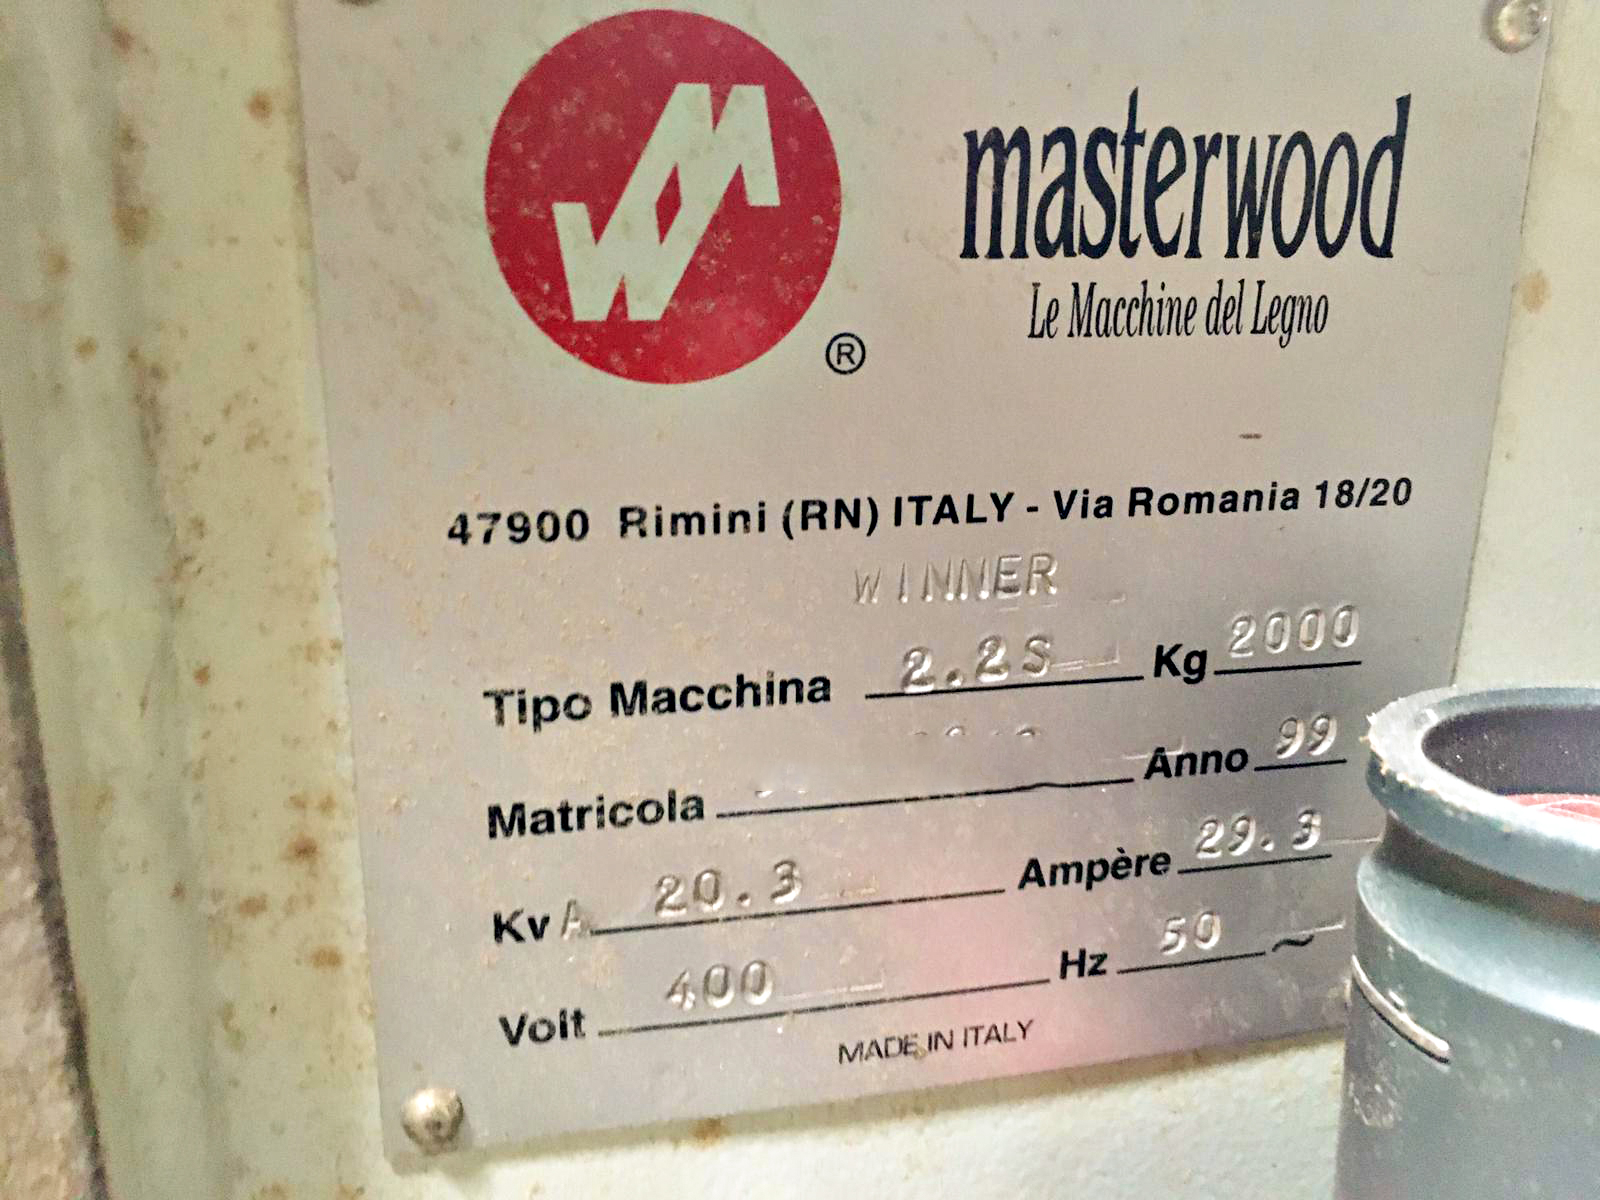 masterwood
Le Macchine del Legno
®
47900 Rimini (RN) ITALY - Via Romania 18/20
WINNER
Tipo Macchina 2.2S Kg 2000
Matricola Anno 99
KvA 20.3 Ampère 29.3
Volt 400 Hz 50 ~
MADE IN ITALY